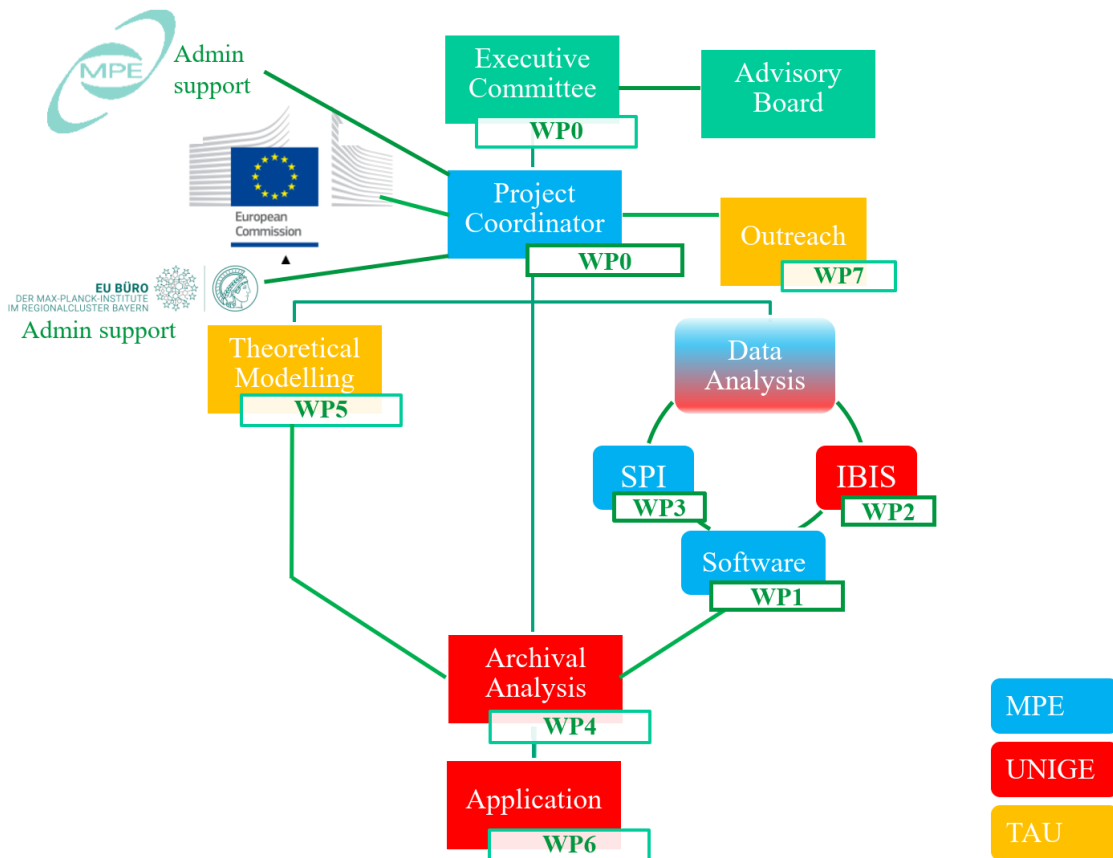 MPE
Admin
support
Executive
Committee
WP0
Advisory
Board
European
Commission
Project
Coordinator
WP0
Outreach
WP7
EU BÜRO
DER MAX-PLANCK-INSTITUTE
IM REGIONALCLUSTER BAYERN
Admin support
Theoretical
Modelling
WP5
Data
Analysis
SPI
WP3
IBIS
WP2
Software
WP1
Archival
Analysis
WP4
Application
WP6
MPE
UNIGE
TAU